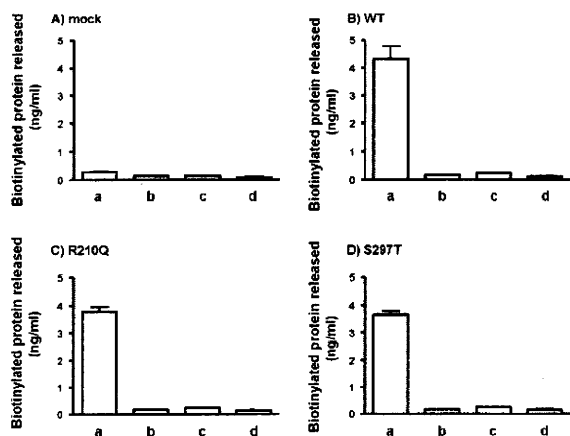 A) mock
Biotinylated protein released
(ng/ml)
5
4
3
2
1
0
a b c d
B) WT
Biotinylated protein released
(ng/ml)
5
4
3
2
1
0
a b c d
C) R210Q
Biotinylated protein released
(ng/ml)
5
4
3
2
1
0
a b c d
D) S297T
Biotinylated protein released
(ng/ml)
5
4
3
2
1
0
a b c d